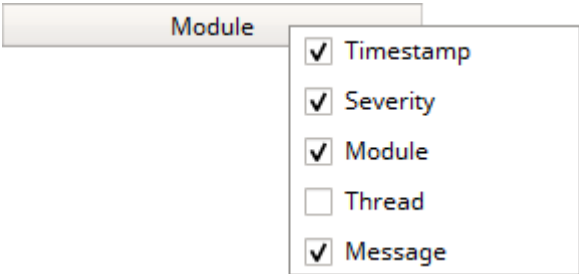 Module
Timestamp
Severity
Module
Thread
Message